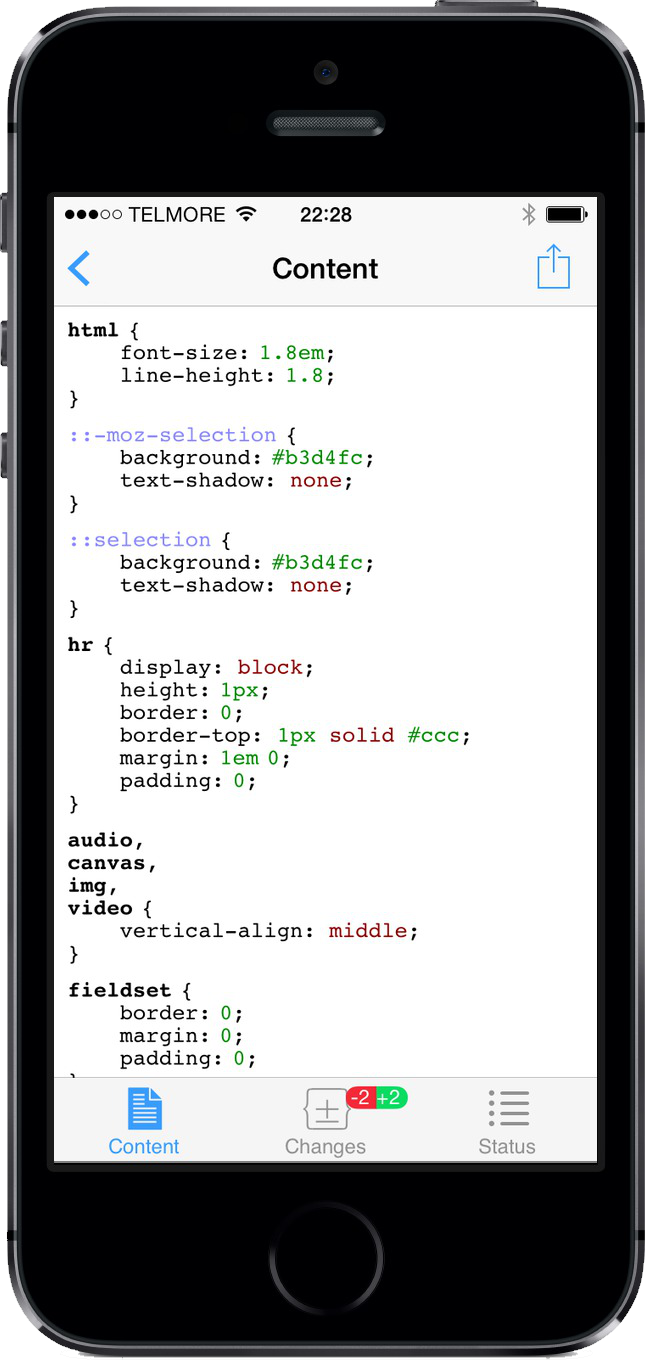 TELMORE 22:28
Content
html {
    font-size: 1.8em;
    line-height: 1.8;
}
::-moz-selection {
    background: #b3d4fc;
    text-shadow: none;
}
::selection {
    background: #b3d4fc;
    text-shadow: none;
}
hr {
    display: block;
    height: 1px;
    border: 0;
    border-top: 1px solid #ccc;
    margin: 1em 0;
    padding: 0;
}
audio,
canvas,
img,
video {
    vertical-align: middle;
}
fieldset {
    border: 0;
    margin: 0;
    padding: 0;
}
-2 +2
Content Changes Status